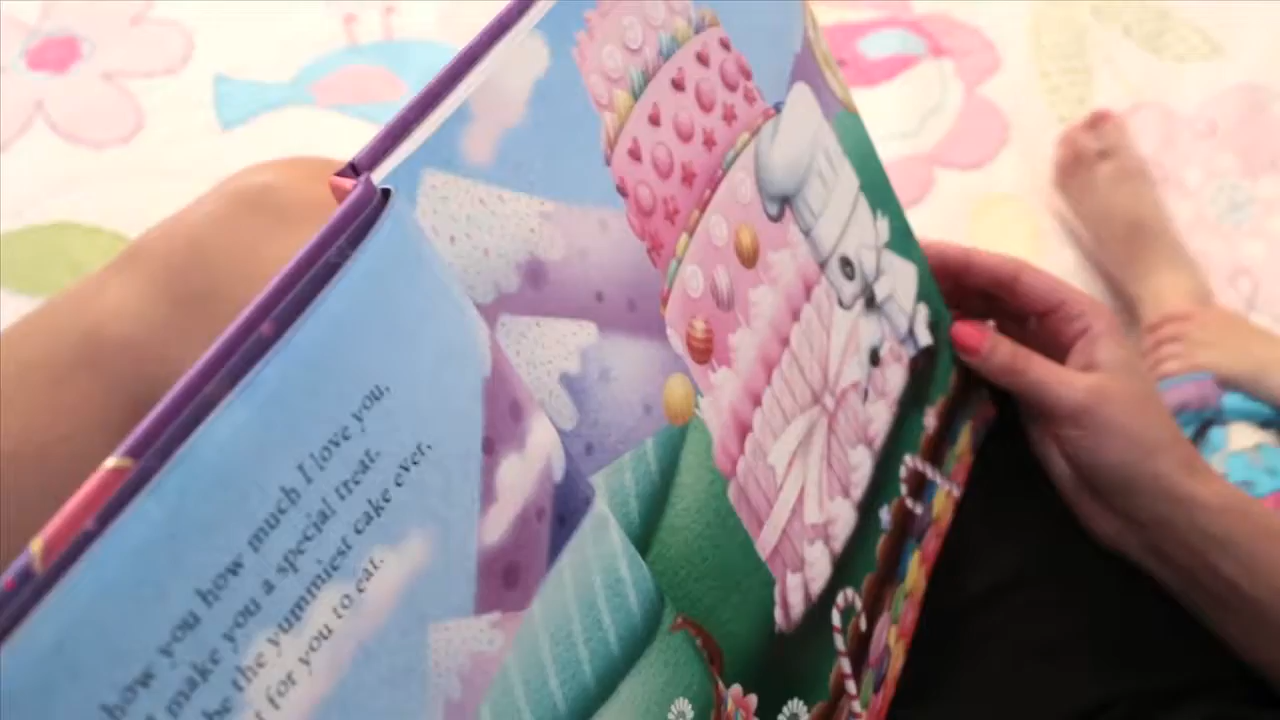 how you how much I love you,
make you a special treat.
be the yummiest cake ever,
for you to eat.